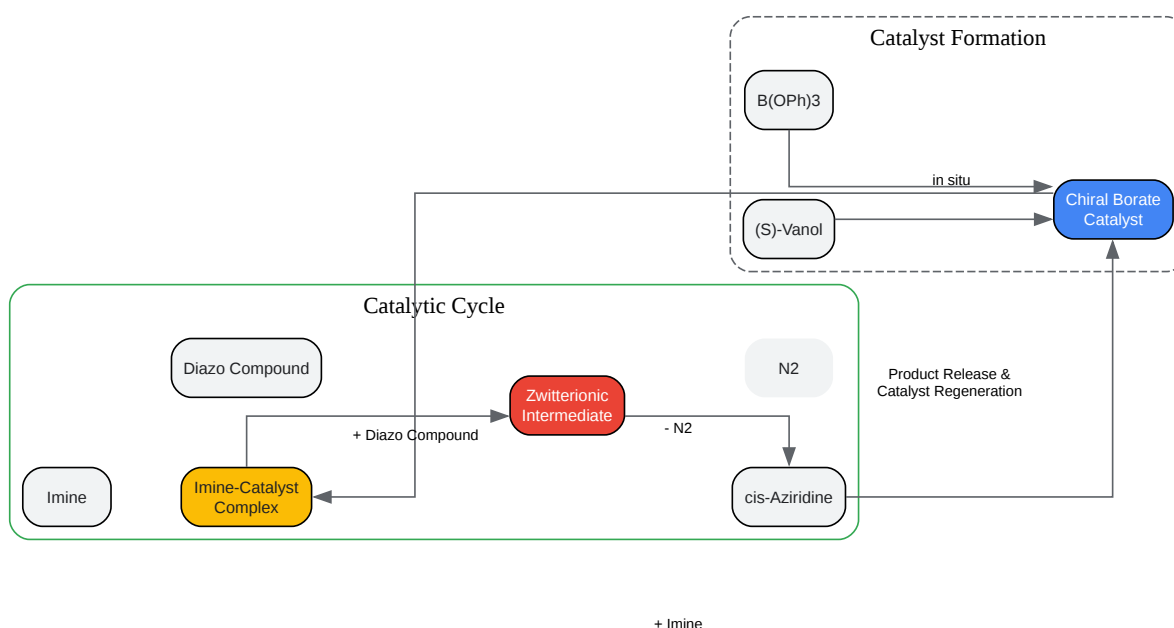 Catalyst Formation
B(OPh)3
in situ
Chiral Borate
Catalyst
(S)-Vanol
Catalytic Cycle
Diazo Compound
N2
Product Release &
Catalyst Regeneration
Zwitterionic
Intermediate
+ Diazo Compound
- N2
Imine
Imine-Catalyst
Complex
cis-Aziridine
+ Imine